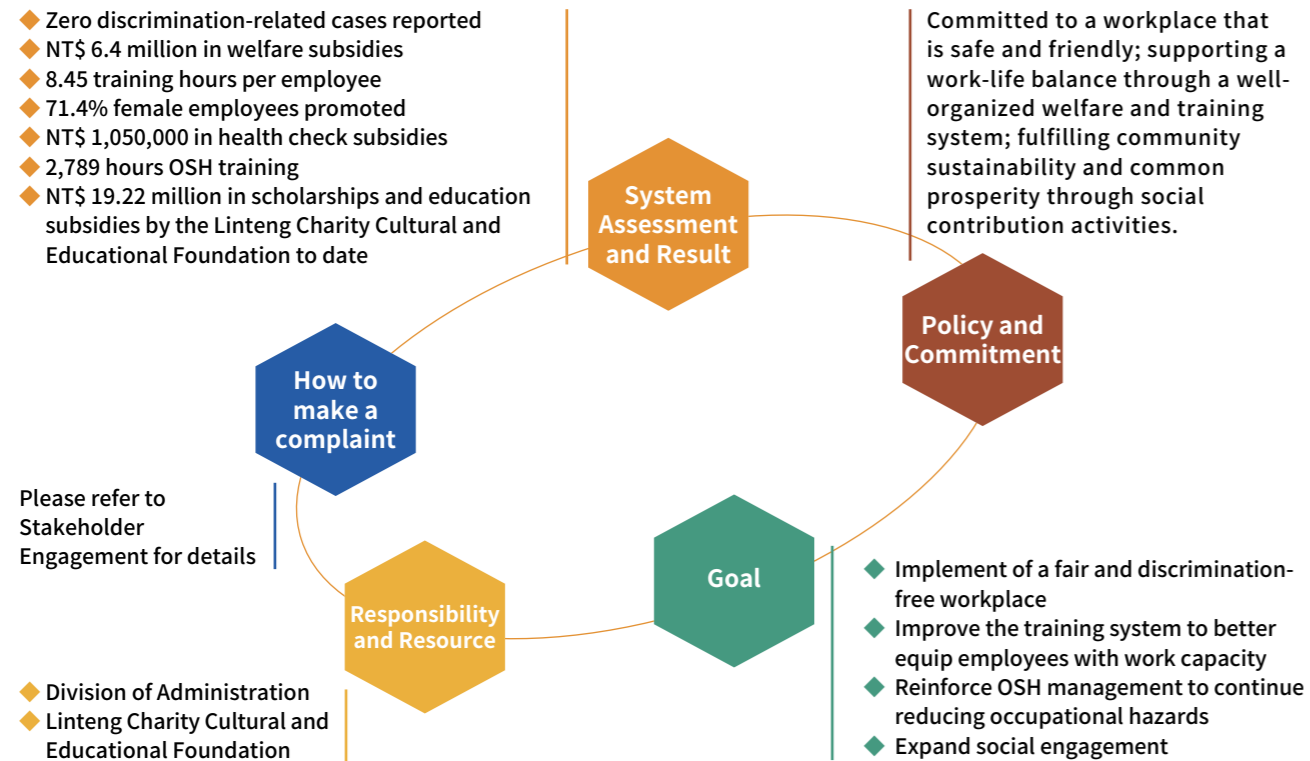 Zero discrimination-related cases reported
NT$ 6.4 million in welfare subsidies
8.45 training hours per employee
71.4% female employees promoted
NT$ 1,050,000 in health check subsidies
2,789 hours OSH training
NT$ 19.22 million in scholarships and education
subsidies by the Linteng Charity Cultural and
Educational Foundation to date
System
Assessment
and Result
Committed to a workplace that
is safe and friendly; supporting a
work-life balance through a well-
organized welfare and training
system; fulfilling community
sustainability and common
prosperity through social
contribution activities.
Policy and
Commitment
How to
make a
complaint
Please refer to
Stakeholder
Engagement for details
Goal
Implement of a fair and discrimination-
free workplace
Improve the training system to better
equip employees with work capacity
Reinforce OSH management to continue
reducing occupational hazards
Expand social engagement
Responsibility
and Resource
Division of Administration
Linteng Charity Cultural and
Educational Foundation